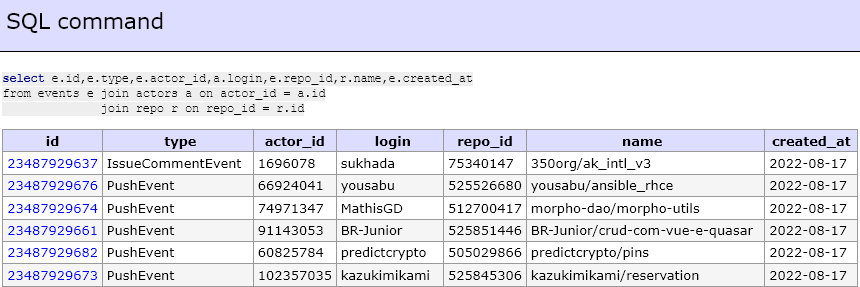 SQL command
select e.id,e.type,e.actor_id,a.login,e.repo_id,r.name,e.created_at
from events e join actors a on actor_id = a.id
join repo r on repo_id = r.id
id type actor_id login repo_id name created_at
23487929637 IssueCommentEvent 1696078 sukhada 75340147 350org/ak_intl_v3 2022-08-17
23487929676 PushEvent 66924041 yousabu 525526680 yousabu/ansible_rhce 2022-08-17
23487929674 PushEvent 74971347 MathisGD 512700417 morpho-dao/morpho-utils 2022-08-17
23487929661 PushEvent 91143053 BR-Junior 525851446 BR-Junior/crud-com-vue-e-quasar 2022-08-17
23487929682 PushEvent 60825784 predictcrypto 505029866 predictcrypto/pins 2022-08-17
23487929673 PushEvent 102357035 kazukimikami 525845306 kazukimikami/reservation 2022-08-17